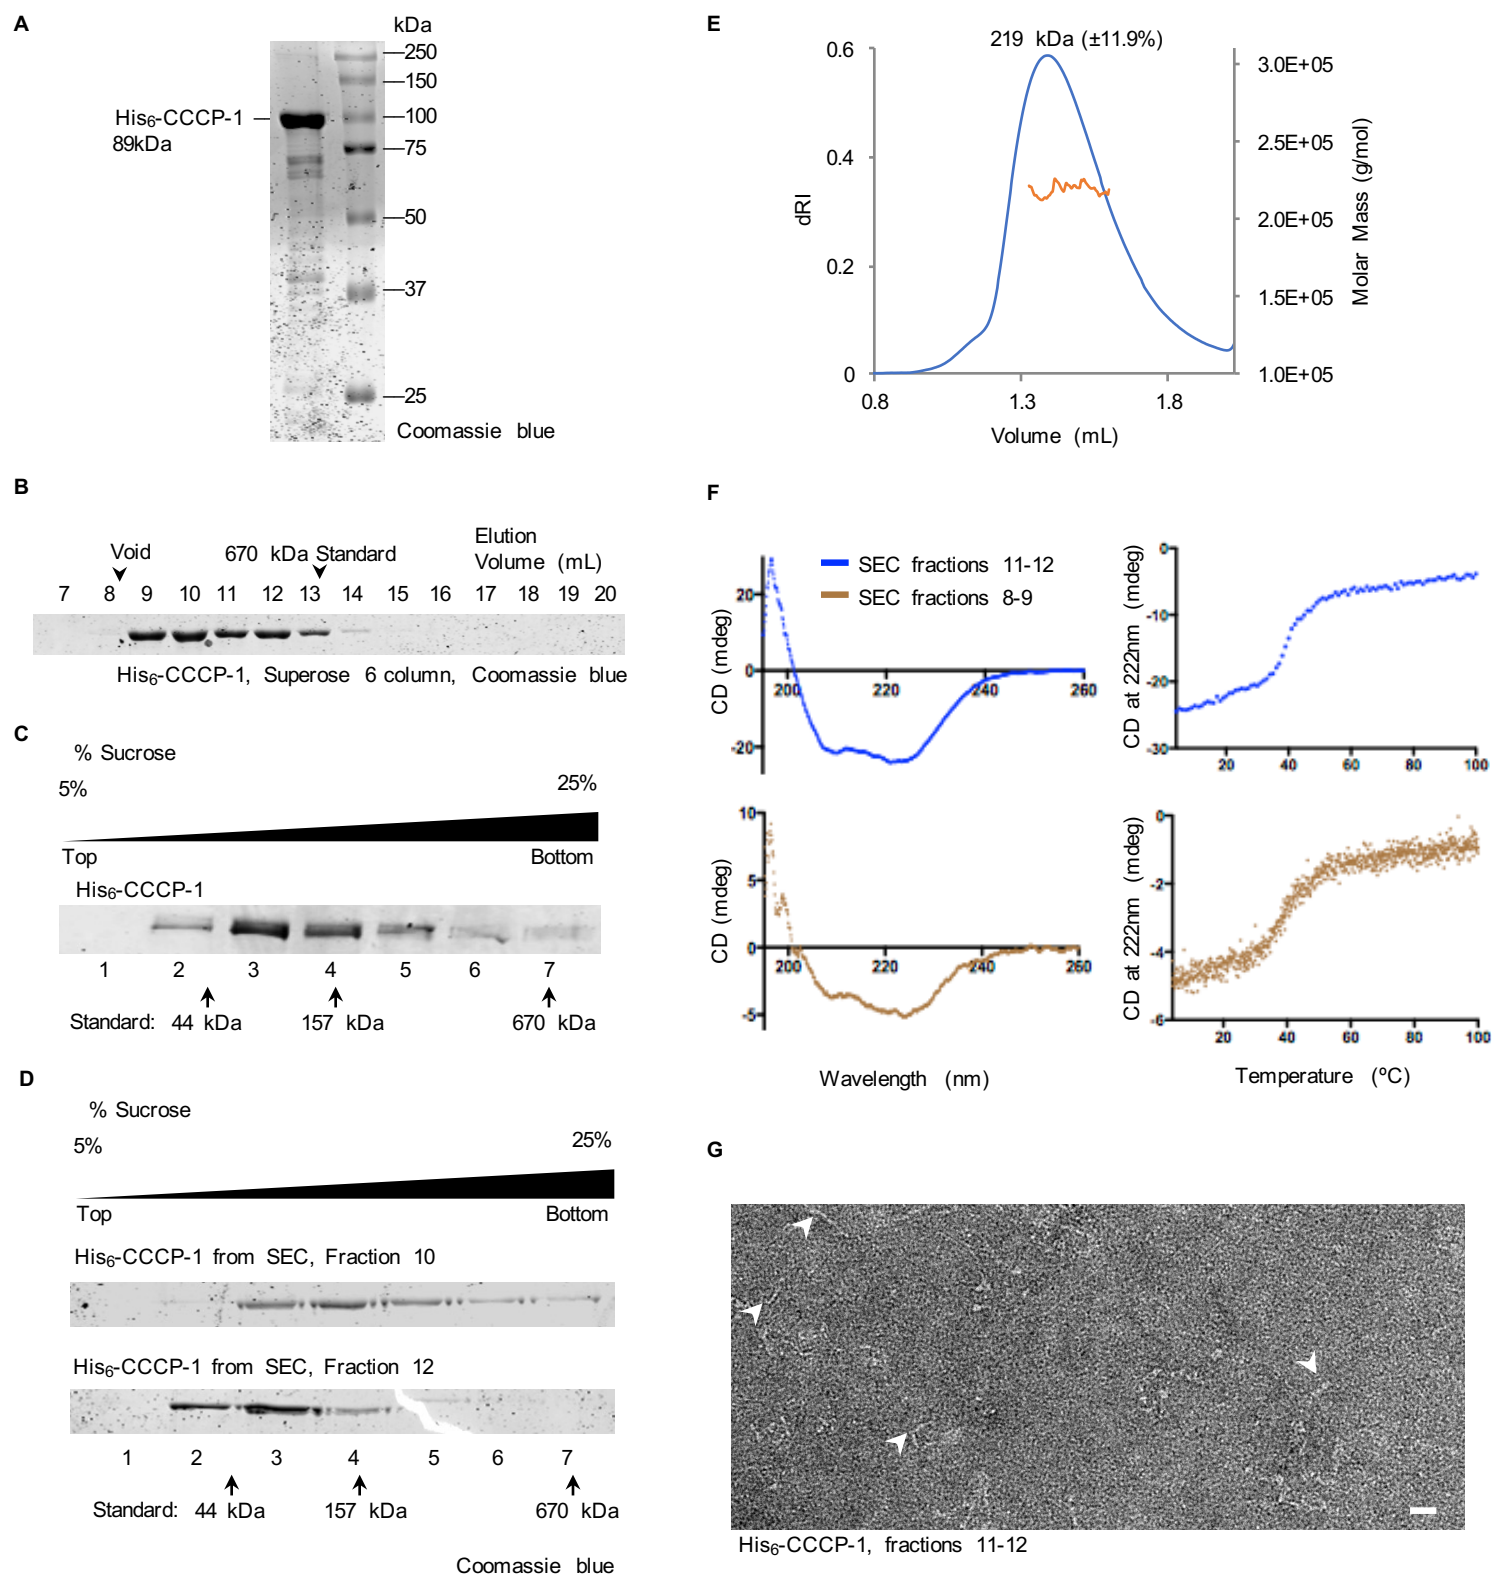 A
kDa
250
150
His6-CCCP-1
100
89kDa
75
50
37
25
Coomassie blue
B
Void
670 kDa Standard
Elution Volume (mL)
7 8 9 10 11 12 13 14 15 16 17 18 19 20
His6-CCCP-1, Superose 6 column, Coomassie blue
C
% Sucrose
5%
25%
Top
Bottom
His6-CCCP-1
1 2 3 4 5 6 7
Standard: 44 kDa 157 kDa 670 kDa
D
% Sucrose
5%
25%
Top
Bottom
His6-CCCP-1 from SEC, Fraction 10
His6-CCCP-1 from SEC, Fraction 12
1 2 3 4 5 6 7
Standard: 44 kDa 157 kDa 670 kDa
Coomassie blue
E
219 kDa (±11.9%)
0.6
0.4
0.2
0
dRI
3.0E+05
2.5E+05
2.0E+05
1.5E+05
1.0E+05
Molar Mass (g/mol)
0.8 1.3 1.8
Volume (mL)
F
SEC fractions 11-12
SEC fractions 8-9
CD (mdeg)
20
0
-20
200 220 240 260
CD at 222nm (mdeg)
0
-10
-20
-30
20 40 60 80 100
CD (mdeg)
10
5
0
-5
200 220 240 260
CD at 222nm (mdeg)
0
-2
-4
-6
20 40 60 80 100
Wavelength (nm)
Temperature (ºC)
G
His6-CCCP-1, fractions 11-12